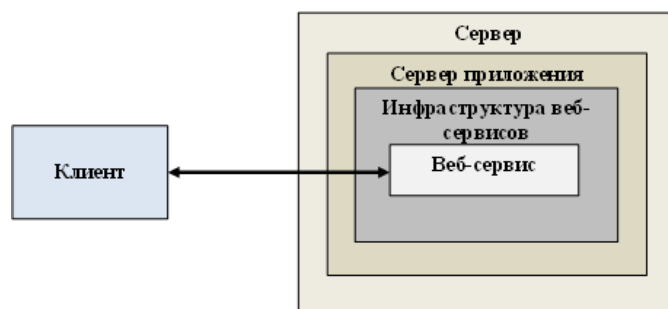 Сервер
Сервер приложения
Инфраструктура веб-
сервисов
Веб-сервис
Клиент